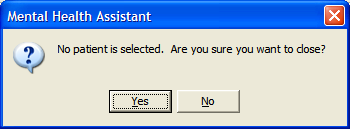 Mental Health Assistant
No patient is selected.  Are you sure you want to close?
Yes No